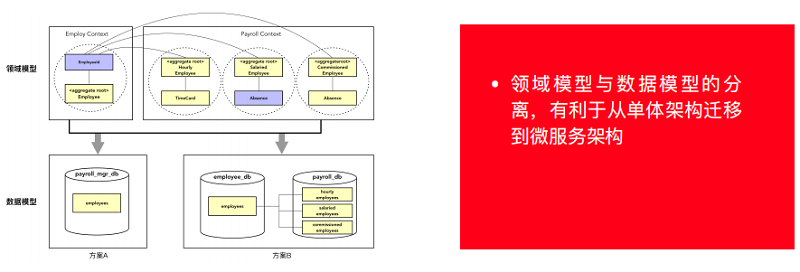 Employ Context
Payroll Context
领域模型
EmployeeId
«aggregate root»
Employee
«aggregate root»
Hourly
Employee
TimeCard
«aggregate root»
Salaried
Employee
Absence
«aggregateroot»
Commissioned
Employee
Absence
数据模型
payroll_mgr_db
employees
方案A
employee_db
employees
payroll_db
hourly
employees
salaried
employees
commissioned
employees
方案B
• 领域模型与数据模型的分
离，有利于从单体架构迁移
到微服务架构